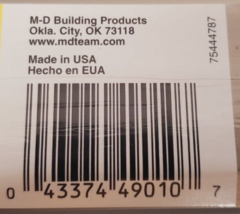 M-D Building Products
Okla. City, OK 73118
www.mdteam.com
Made in USA
Hecho en EUA
75444787
0 43374 49010 7